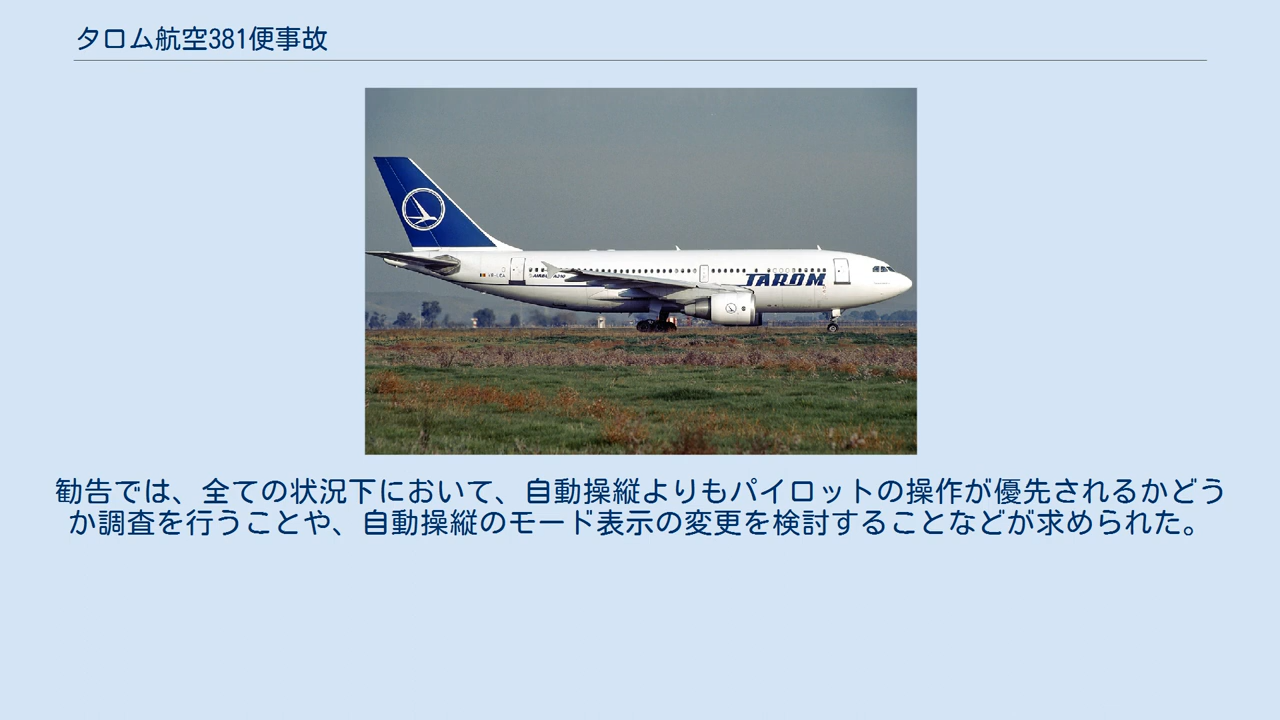 タロム航空381便事故
TAROM
勧告では、全ての状況下において、自動操縦よりもパイロットの操作が優先されるかどう
か調査を行うことや、自動操縦のモード表示の変更を検討することなどが求められた。